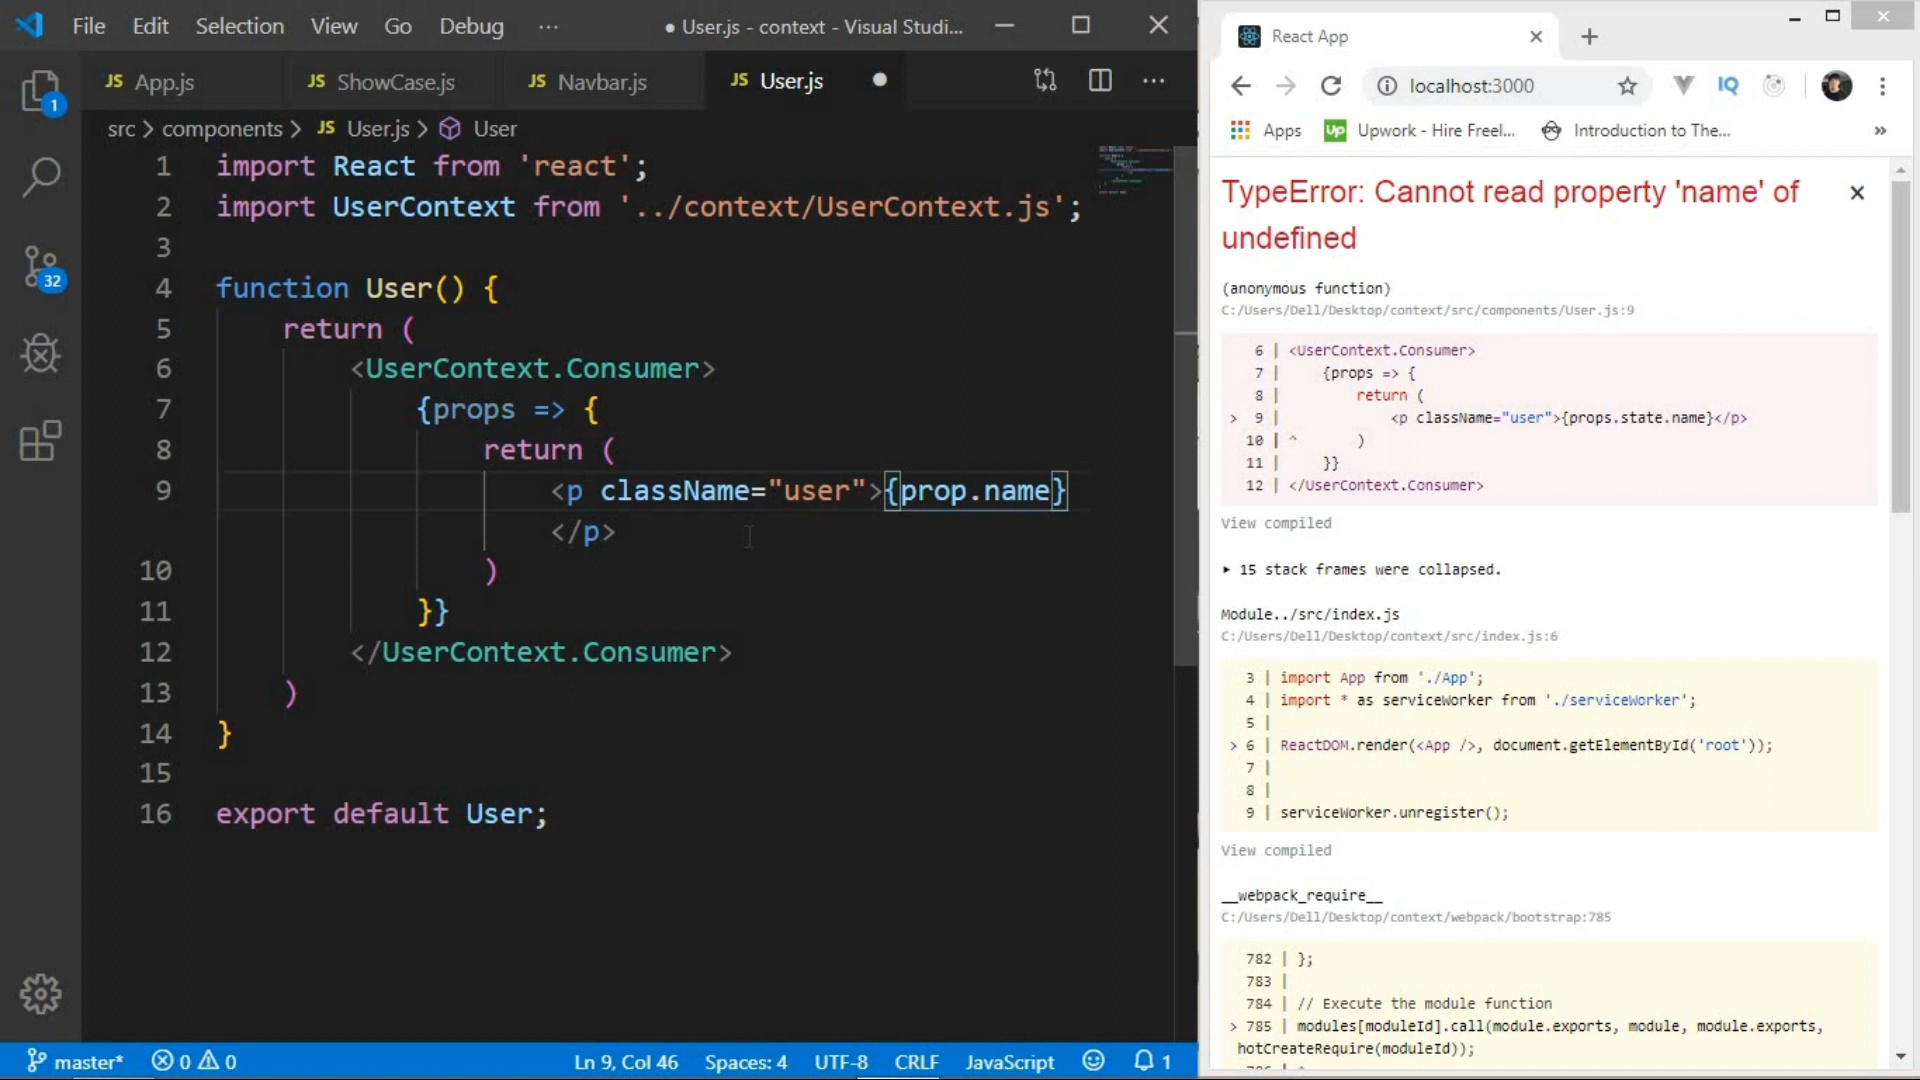 File Edit Selection View Go Debug ··· ● User.js - context - Visual Studi...
JS App.js JS ShowCase.js JS Navbar.js JS User.js
src > components > JS User.js > User
1
1 import React from 'react';
2 import UserContext from '../context/UserContext.js';
3
4 function User() {
5 return (
6 <UserContext.Consumer>
7 {props => {
8 return (
9 <p className="user">{prop.name}
</p>
10 )
11 }}
12 </UserContext.Consumer>
13 )
14 }
15
16 export default User;
32
master* 0 0 Ln 9, Col 46 Spaces: 4 UTF-8 CRLF JavaScript 1
React App
localhost:3000 IQ
Apps Up Upwork - Hire Freel... Introduction to The... »
TypeError: Cannot read property 'name' of
undefined
(anonymous function)
C:/Users/Dell/Desktop/context/src/components/User.js:9
6 | <UserContext.Consumer>
7 | {props => {
8 | return (
> 9 | <p className="user">{props.state.name}</p>
10 | ^ )
11 | }}
12 | </UserContext.Consumer>
View compiled
▸ 15 stack frames were collapsed.
Module../src/index.js
C:/Users/Dell/Desktop/context/src/index.js:6
3 | import App from './App';
4 | import * as serviceWorker from './serviceWorker';
5 |
> 6 | ReactDOM.render(<App />, document.getElementById('root'));
7 |
8 |
9 | serviceWorker.unregister();
View compiled
__webpack_require__
C:/Users/Dell/Desktop/context/webpack/bootstrap:785
782 | };
783 |
784 | // Execute the module function
> 785 | modules[moduleId].call(module.exports, module, module.exports,
hotCreateRequire(moduleId));